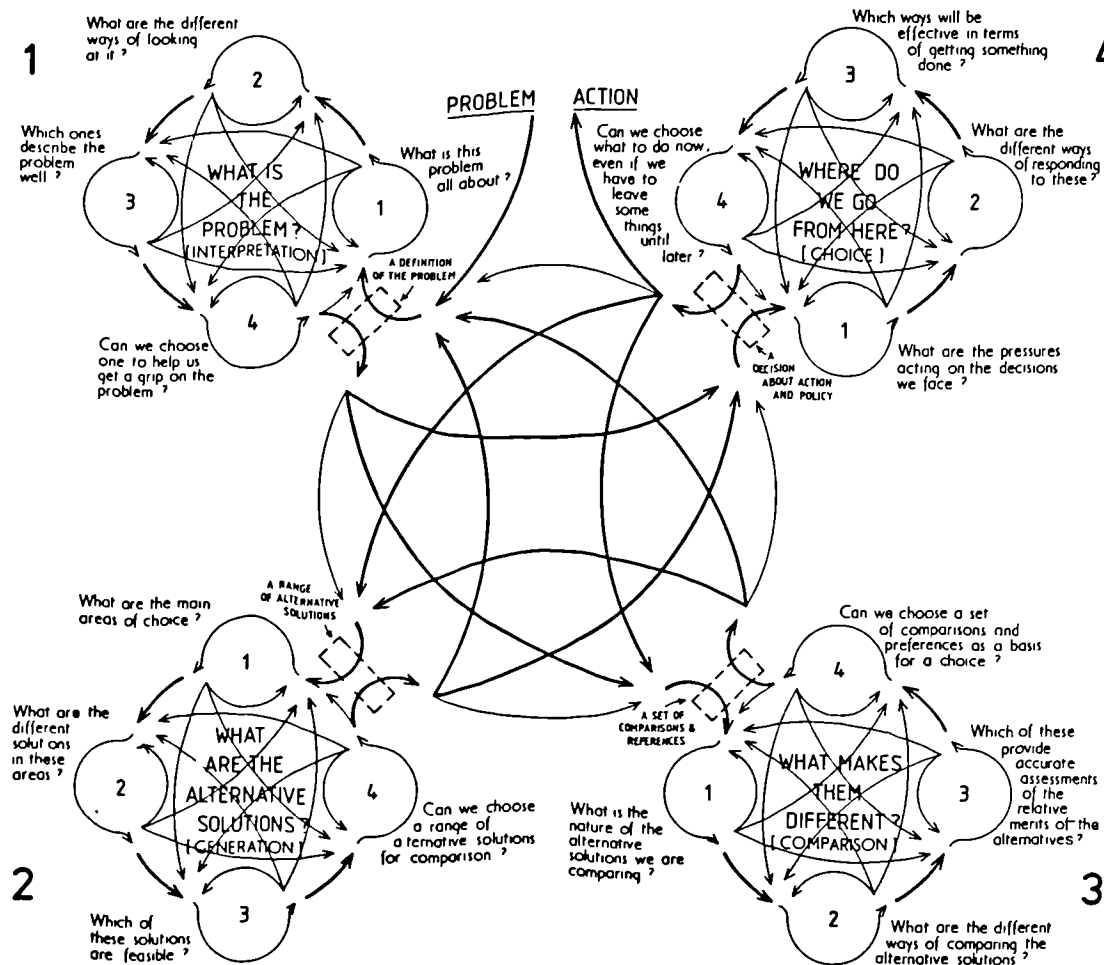 1
What are the different
ways of looking
at it ?
2
Which ones
describe the
problem
well ?
3
WHAT IS
THE
PROBLEM ?
[INTERPRETATION]
1
What is this
problem
all about ?
4
Can we choose
one to help us
get a grip on the
problem ?
A DEFINITION
OF THE PROBLEM
PROBLEM
ACTION
4
Which ways will be
effective in terms
of getting something
done ?
3
Can we choose
what to do now,
even if we
have to
leave
some
things
until
later ?
4
WHERE DO
WE GO
FROM HERE ?
[CHOICE]
2
What are the
different ways
of responding
to these ?
1
What are the pressures
acting on the decisions
we face ?
A
DECISION
ABOUT ACTION
AND POLICY
A RANGE
OF ALTERNATIVE
SOLUTIONS
What are the main
areas of choice ?
1
What are the
different
solutions
in these
areas ?
2
WHAT
ARE THE
ALTERNATIVE
SOLUTIONS ?
[GENERATION]
4
Can we choose
a range of
alternative solutions
for comparison ?
2
3
Which of
these solutions
are feasible ?
Can we choose a set
of comparisons and
preferences as a basis
for a choice ?
4
A SET OF
COMPARISONS &
REFERENCES
1
What is the
nature of the
alternative
solutions we are
comparing ?
WHAT MAKES
THEM
DIFFERENT ?
[COMPARISON]
3
Which of these
provide
accurate
assessments
of the
relative
merits of the
alternatives ?
2
What are the different
ways of comparing the
alternative solutions ?
3